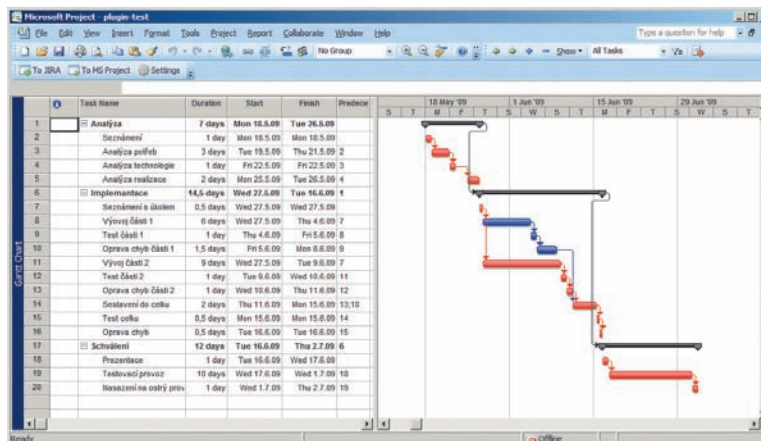 Microsoft Project - plugin-test
File Edit View Insert Format Tools Project Report Collaborate Window Help
Type a question for help
No Group
Show
All Tasks
To JIRA To MS Project Settings
Task Name Duration Start Finish Predece
18 May '09 1 Jun '09 15 Jun '09 29 Jun '09
S T M F T S W S T M F T S W S T
1 Analýza 7 days Mon 18.5.09 Tue 26.5.09
2 Seznámení 1 day Mon 18.5.09 Mon 18.5.09
3 Analýza potřeb 3 days Tue 19.5.09 Thu 21.5.09 2
4 Analýza technologie 1 day Fri 22.5.09 Fri 22.5.09 3
5 Analýza realizace 2 days Mon 25.5.09 Tue 26.5.09 4
6 Implemantace 14,5 days Wed 27.5.09 Tue 16.6.09 1
7 Seznámení s úkolem 0,5 days Wed 27.5.09 Wed 27.5.09
8 Vývoj části 1 6 days Wed 27.5.09 Thu 4.6.09 7
9 Test části 1 1 day Thu 4.6.09 Fri 5.6.09 8
10 Oprava chyb části 1 1,5 days Fri 5.6.09 Mon 8.6.09 9
11 Vývoj části 2 9 days Wed 27.5.09 Tue 9.6.09 7
12 Test části 2 1 day Tue 9.6.09 Wed 10.6.09 11
13 Oprava chyb části 2 1 day Wed 10.6.09 Thu 11.6.09 12
14 Sestavení do celku 2 days Thu 11.6.09 Mon 15.6.09 13;10
15 Test celku 0,5 days Mon 15.6.09 Mon 15.6.09 14
16 Oprava chyb 0,5 days Tue 16.6.09 Tue 16.6.09 15
17 Schválení 12 days Tue 16.6.09 Thu 2.7.09 6
18 Prezentace 1 day Tue 16.6.09 Wed 17.6.09
19 Testovací provoz 10 days Wed 17.6.09 Wed 1.7.09 18
20 Nasazení na ostrý prov 1 day Wed 1.7.09 Thu 2.7.09 19
Gantt Chart
Ready
Offline